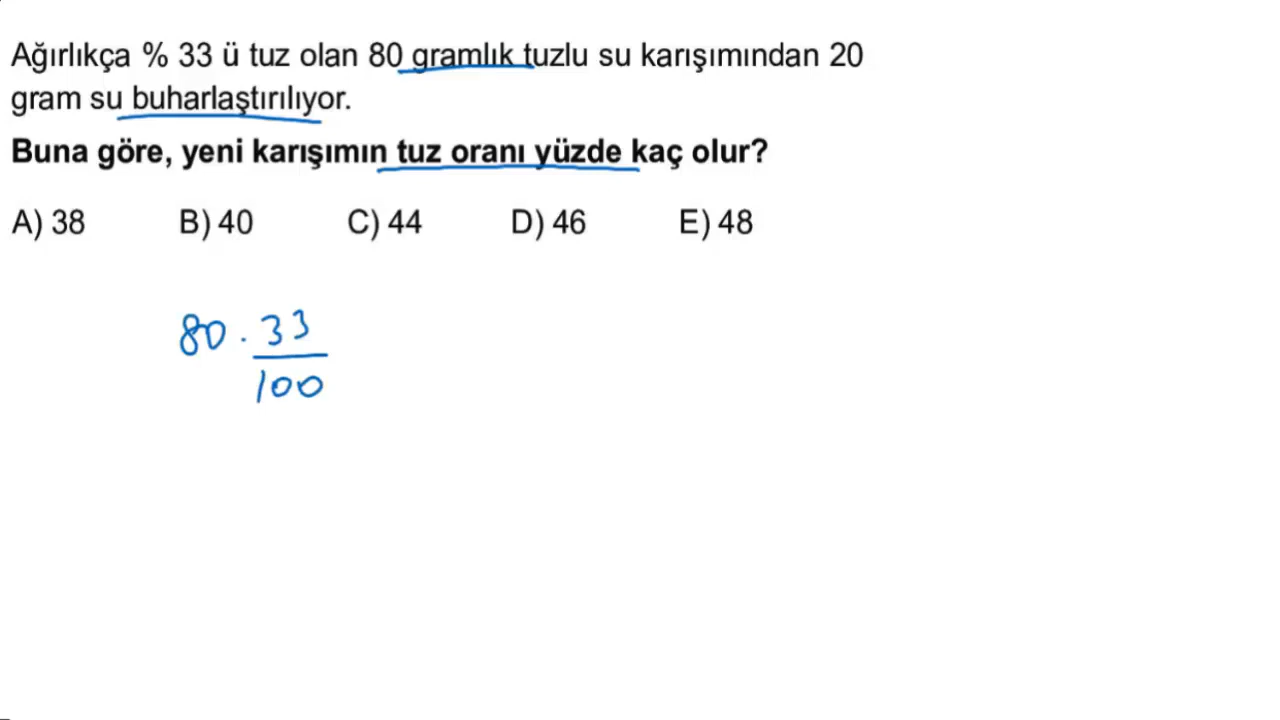 Ağırlıkça % 33 ü tuz olan 80 gramlık tuzlu su karışımından 20
gram su buharlaştırılıyor.
Buna göre, yeni karışımın tuz oranı yüzde kaç olur?
A) 38 B) 40 C) 44 D) 46 E) 48
80 . 33
100